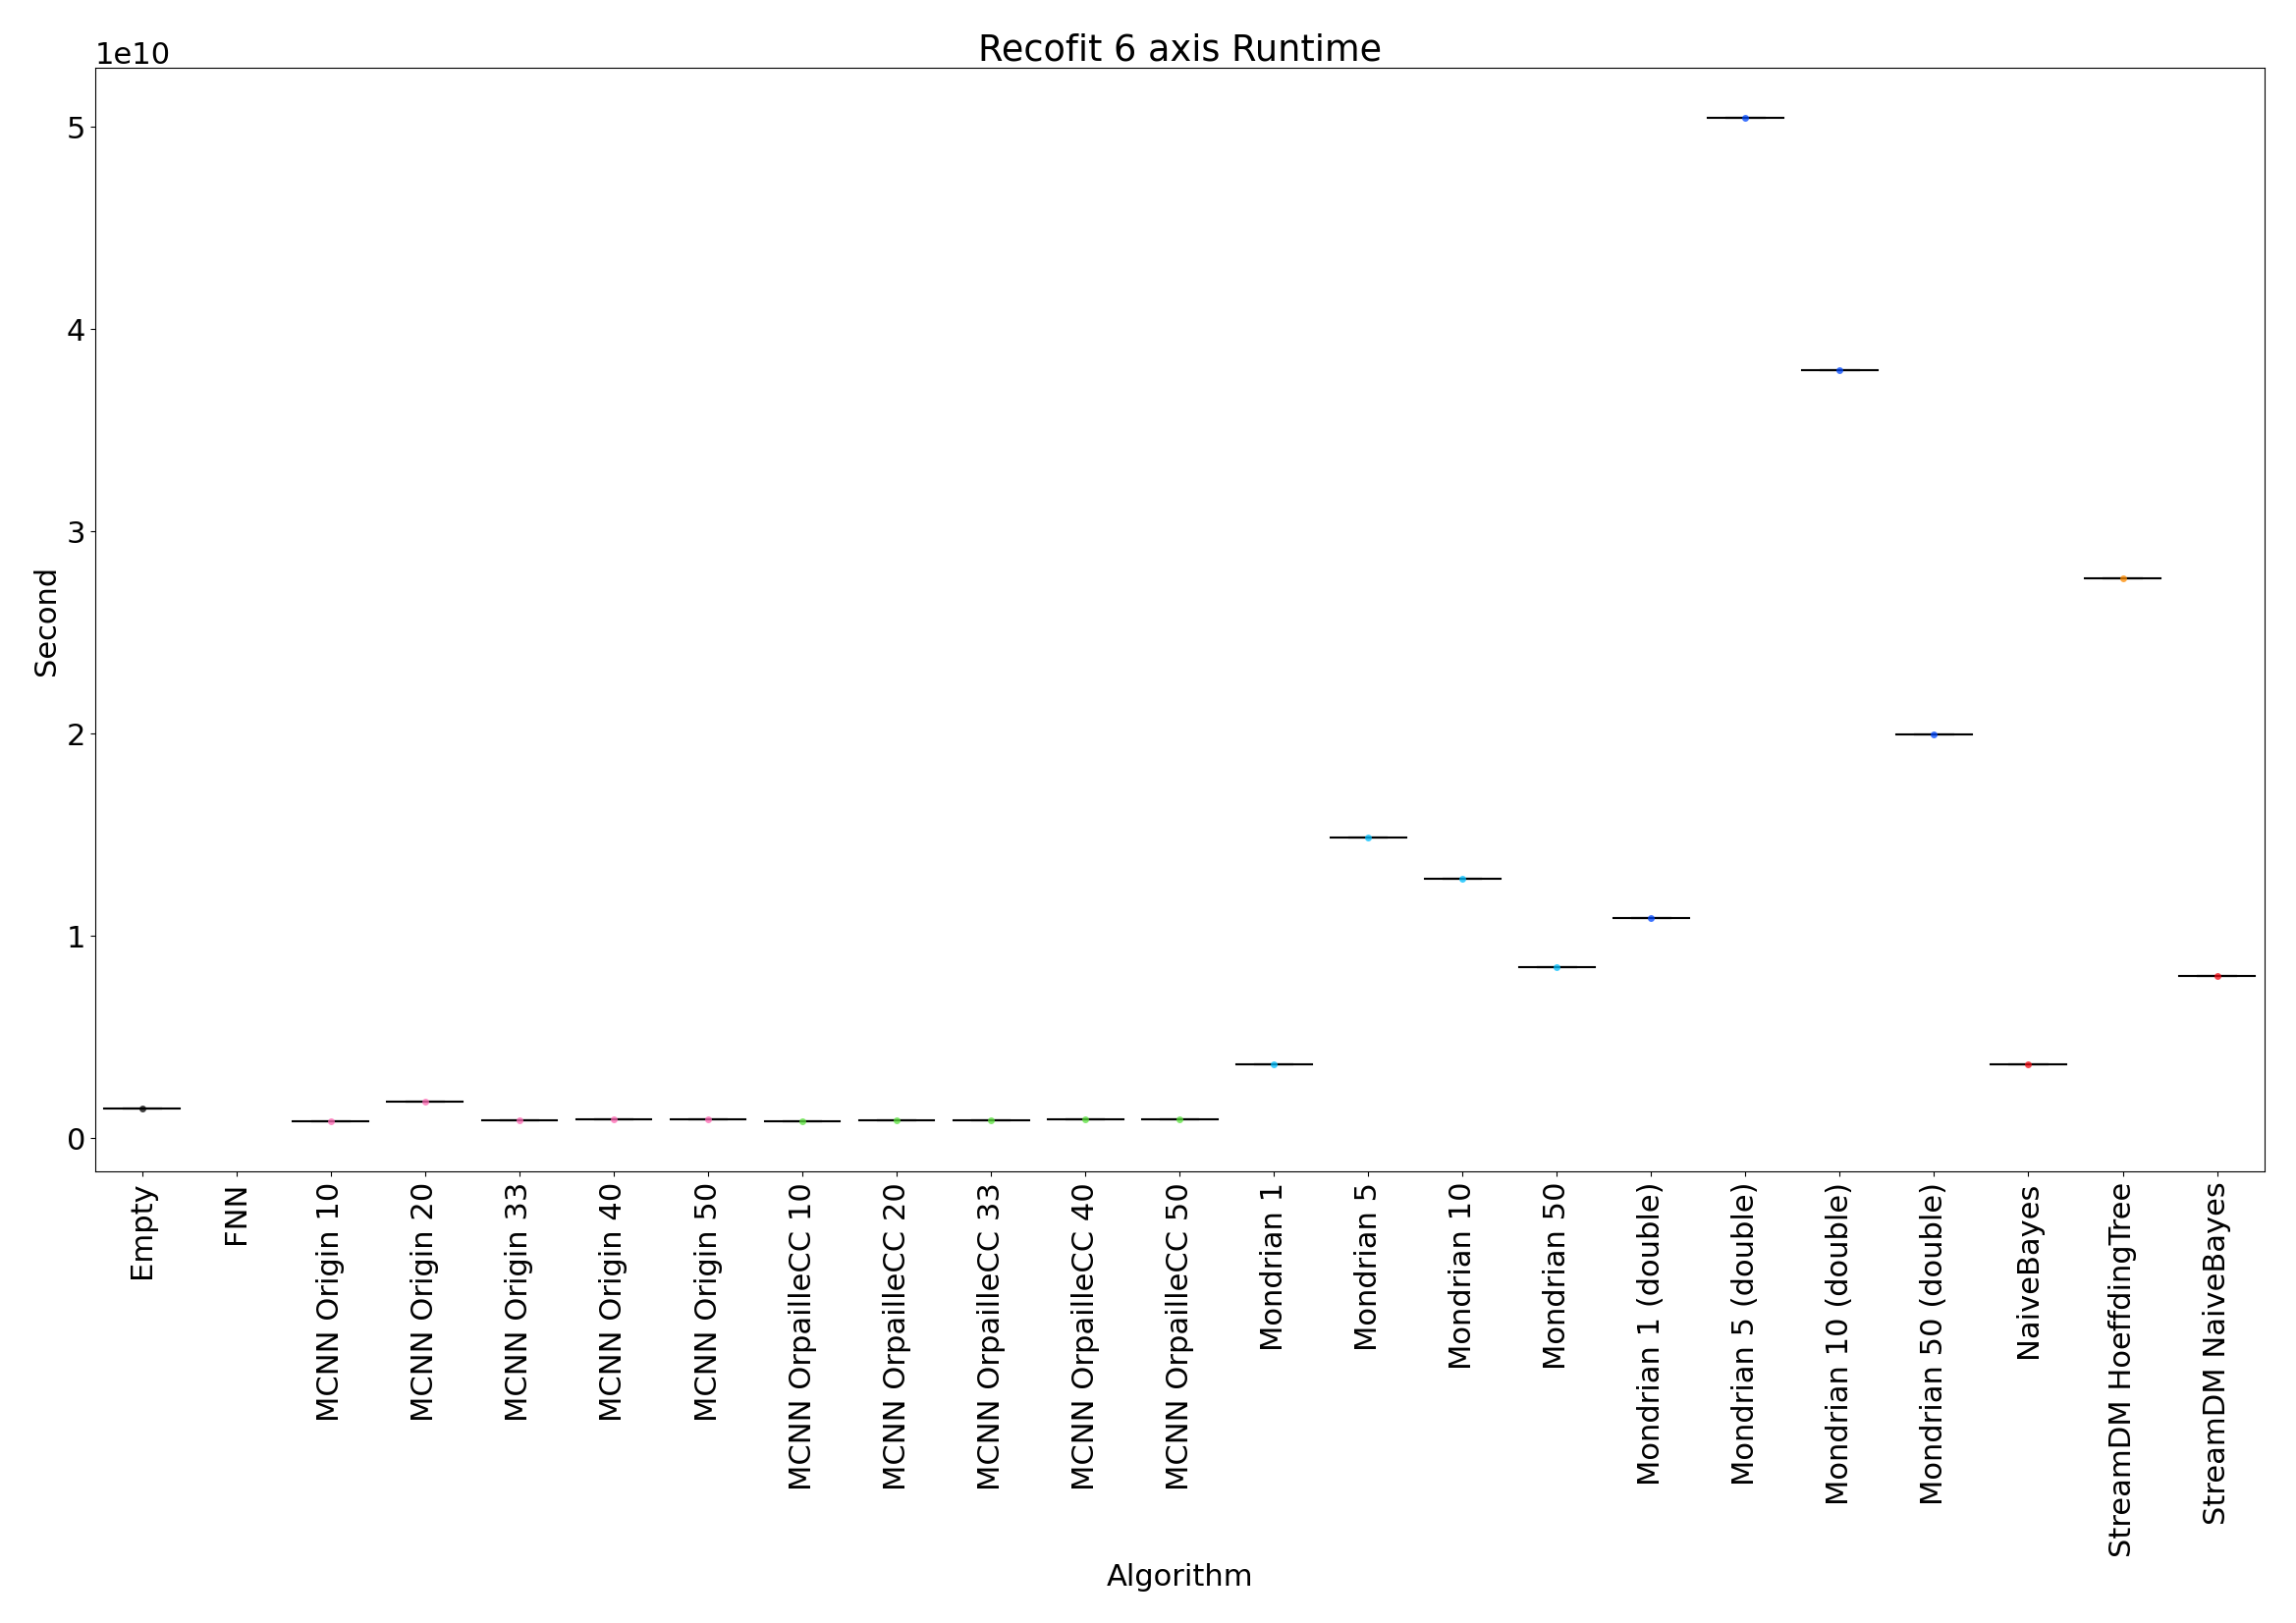 Recofit 6 axis Runtime
1e10
5
4
3
2
1
0
Second
Empty
FNN
MCNN Origin 10
MCNN Origin 20
MCNN Origin 33
MCNN Origin 40
MCNN Origin 50
MCNN OrpailleCC 10
MCNN OrpailleCC 20
MCNN OrpailleCC 33
MCNN OrpailleCC 40
MCNN OrpailleCC 50
Mondrian 1
Mondrian 5
Mondrian 10
Mondrian 50
Mondrian 1 (double)
Mondrian 5 (double)
Mondrian 10 (double)
Mondrian 50 (double)
NaiveBayes
StreamDM HoeffdingTree
StreamDM NaiveBayes
Algorithm